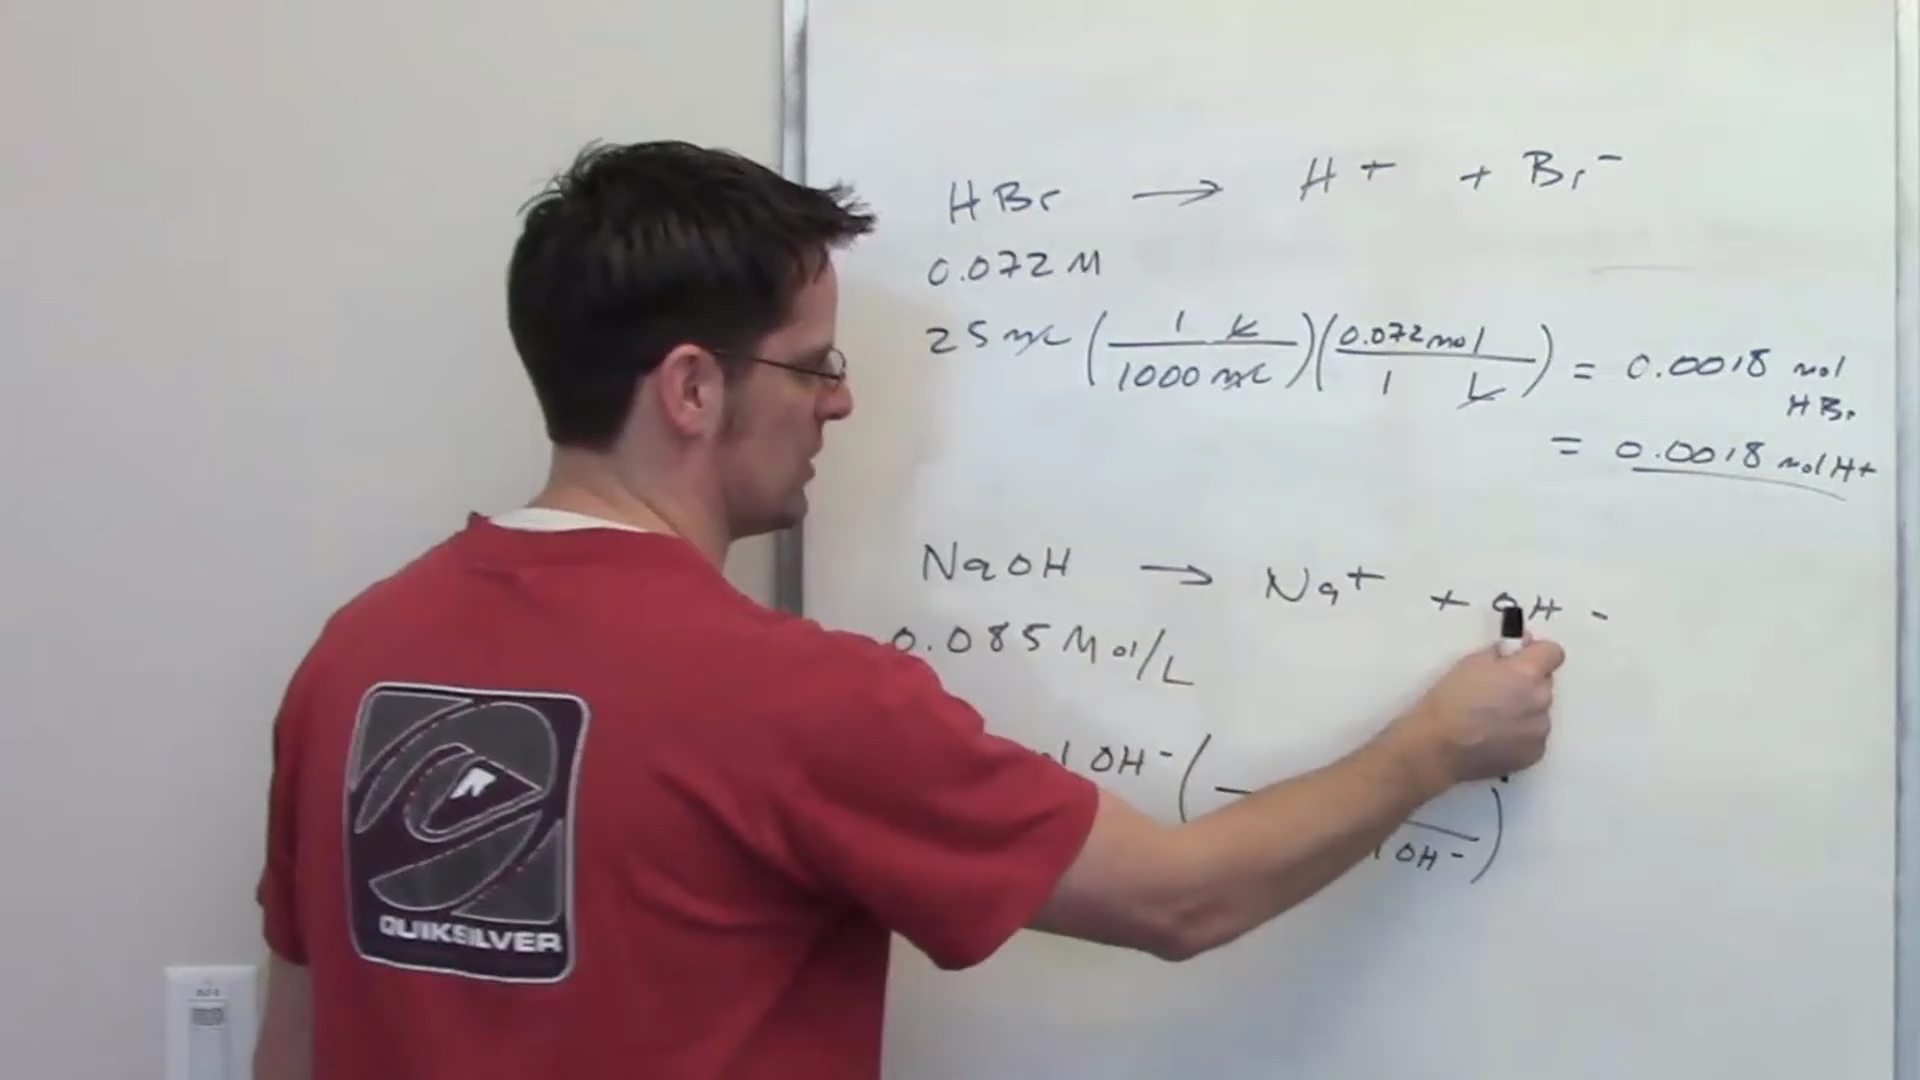 HBr → H+ + Br-
0.072 M
25 mL (1 L / 1000 mL)(0.072 mol / 1 L) = 0.0018 mol
HBr
= 0.0018 mol H+
NaOH → Na+ + OH -
0.085 Mol/L
OH- (
OH- )
QUIKSILVER